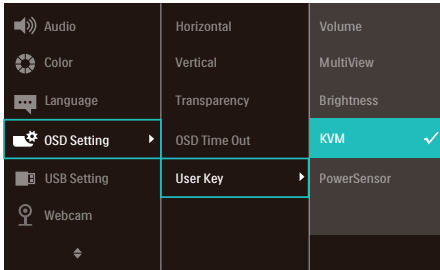 Audio
Color
Language
OSD Setting
USB Setting
Webcam
Horizontal
Vertical
Transparency
OSD Time Out
User Key
Volume
MultiView
Brightness
KVM
PowerSensor